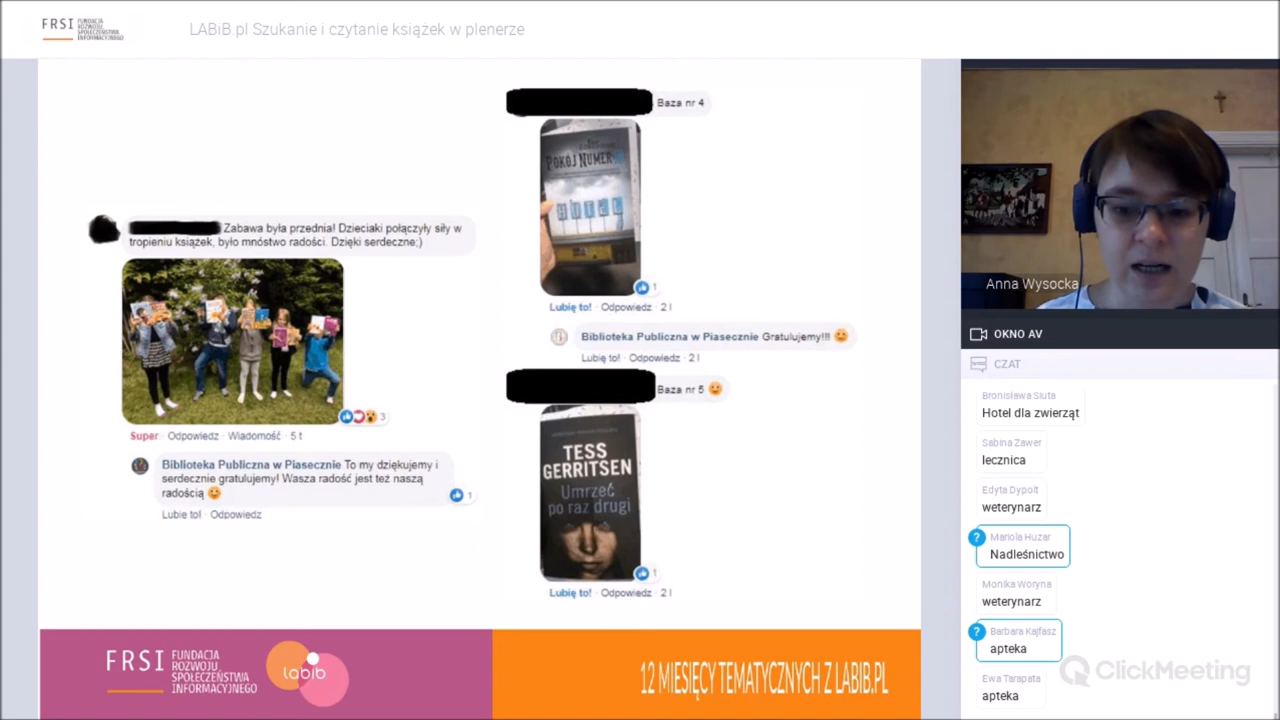 FRSI FUNDACJA ROZWOJU SPOŁECZEŃSTWA INFORMACYJNEGO
LABiB.pl Szukanie i czytanie książek w plenerze
Zabawa była przednia! Dzieciaki połączyły siły w
tropieniu książek, było mnóstwo radości. Dzięki serdeczne;)
3
Super · Odpowiedz · Wiadomość · 5 t
Biblioteka Publiczna w Piasecznie To my dziękujemy i
serdecznie gratulujemy! Wasza radość jest też naszą
radością
1
Lubię to! · Odpowiedz
Baza nr 4
POKÓJ NUMER
HOTEL
1
Lubię to! · Odpowiedz · 2 l
Biblioteka Publiczna w Piasecznie Gratulujemy!!!
Lubię to! · Odpowiedz · 2 l
Baza nr 5
TESS
GERRITSEN
Umrzeć
po raz drugi
1
Lubię to! · Odpowiedz · 2 l
FRSI
FUNDACJA
ROZWOJU
SPOŁECZEŃSTWA
INFORMACYJNEGO
labib
12 MIESIĘCY TEMATYCZNYCH Z LABIB.PL
Anna Wysocka
OKNO AV
CZAT
Bronisława Sluta
Hotel dla zwierząt
Sabina Zawer
lecznica
Edyta Dypolt
weterynarz
? Mariola Huzar
Nadleśnictwo
Monika Woryna
weterynarz
? Barbara Kajfasz
apteka
Ewa Tarapata
apteka
ClickMeeting